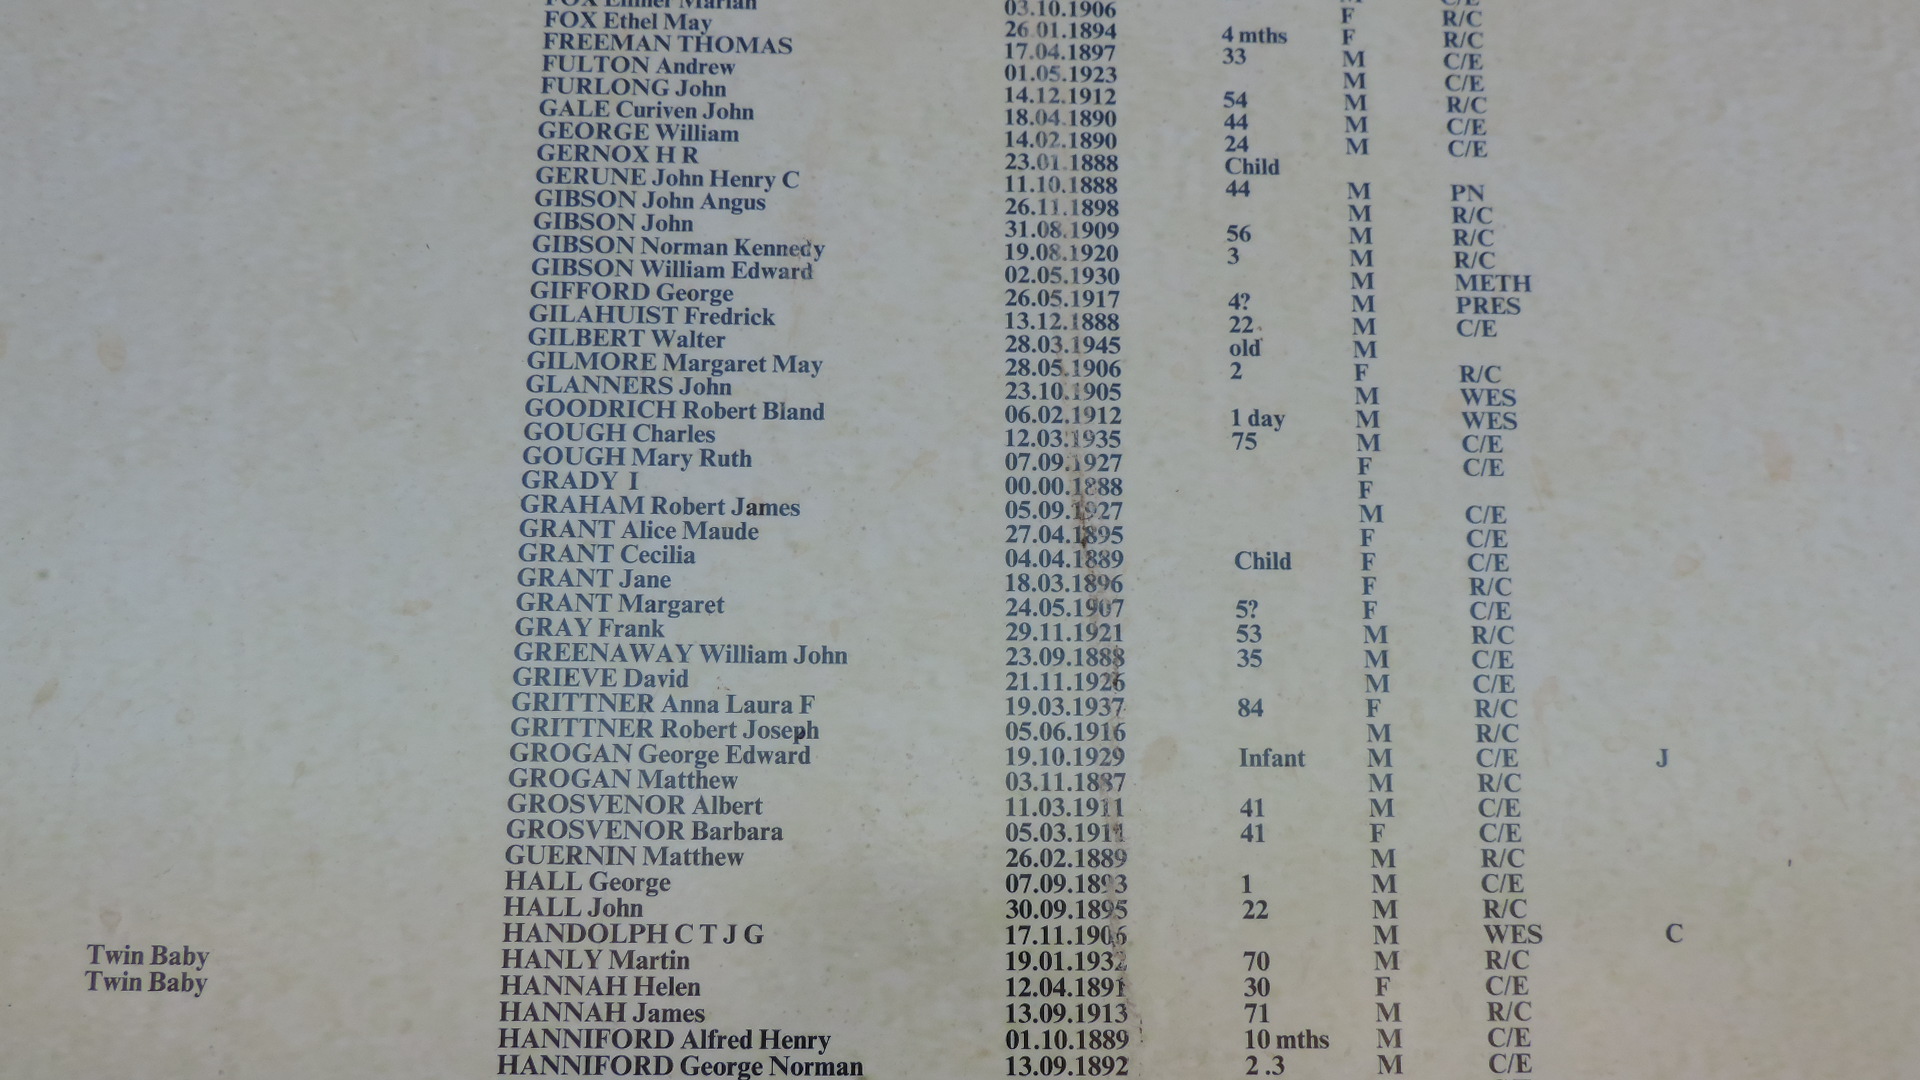 FOX Marian 03.10.1906 F R/C
FOX Ethel May 26.01.1894 4 mths F R/C
FREEMAN THOMAS 17.04.1897 33 M C/E
FULTON Andrew 01.05.1923 M C/E
FURLONG John 14.12.1912 54 M R/C
GALE Curiven John 18.04.1890 44 M C/E
GEORGE William 14.02.1890 24 M C/E
GERNOX H R 23.01.1888 Child
GERUNE John Henry C 11.10.1888 44 M PN
GIBSON John Angus 26.11.1898 M R/C
GIBSON John 31.08.1909 56 M R/C
GIBSON Norman Kennedy 19.08.1920 3 M R/C
GIBSON William Edward 02.05.1930 M METH
GIFFORD George 26.05.1917 4? M PRES
GILAHUIST Fredrick 13.12.1888 22 M C/E
GILBERT Walter 28.03.1945 old M
GILMORE Margaret May 28.05.1906 2 F R/C
GLANNERS John 23.10.1905 M WES
GOODRICH Robert Bland 06.02.1912 1 day M WES
GOUGH Charles 12.03.1935 75 M C/E
GOUGH Mary Ruth 07.09.1927 F C/E
GRADY I 00.00.1888 F
GRAHAM Robert James 05.09.1927 M C/E
GRANT Alice Maude 27.04.1895 F C/E
GRANT Cecilia 04.04.1889 Child F C/E
GRANT Jane 18.03.1896 F R/C
GRANT Margaret 24.05.1907 5? F C/E
GRAY Frank 29.11.1921 53 M R/C
GREENAWAY William John 23.09.1888 35 M C/E
GRIEVE David 21.11.1926 M C/E
GRITTNER Anna Laura F 19.03.1937 84 F R/C
GRITTNER Robert Joseph 05.06.1916 M R/C
GROGAN George Edward 19.10.1929 Infant M C/E J
GROGAN Matthew 03.11.1887 M R/C
GROSVENOR Albert 11.03.1911 41 M C/E
GROSVENOR Barbara 05.03.1911 41 F C/E
GUERNIN Matthew 26.02.1889 M R/C
HALL George 07.09.1893 1 M C/E
HALL John 30.09.1895 22 M R/C
HANDOLPH C T J G 17.11.1906 M WES C
Twin Baby HANLY Martin 19.01.1932 70 M R/C
Twin Baby HANNAH Helen 12.04.1891 30 F C/E
HANNAH James 13.09.1913 71 M R/C
HANNIFORD Alfred Henry 01.10.1889 10 mths M C/E
HANNIFORD George Norman 13.09.1892 2 .3 M C/E